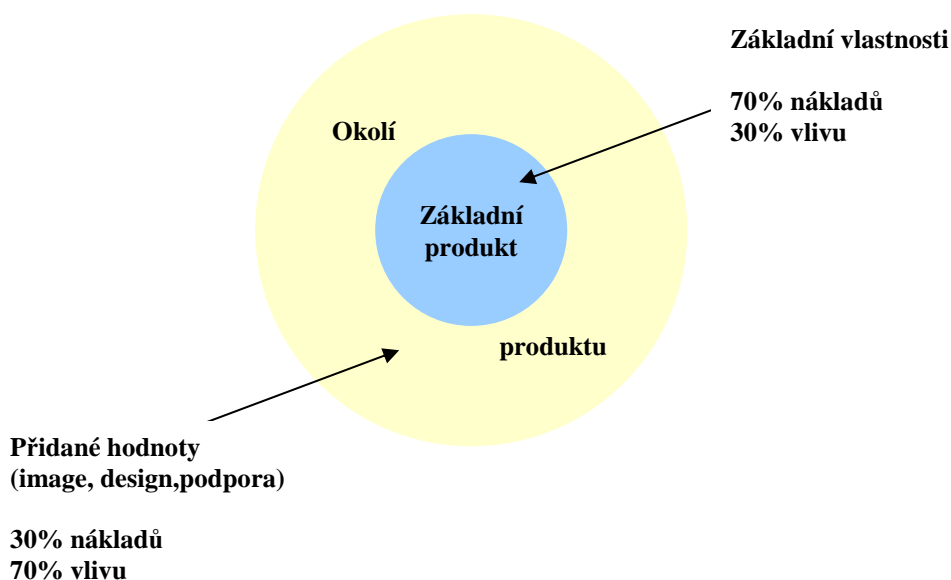 Základní vlastnosti
70% nákladů
30% vlivu
Okolí
Základní
produkt
produktu
Přidané hodnoty
(image, design,podpora)
30% nákladů
70% vlivu